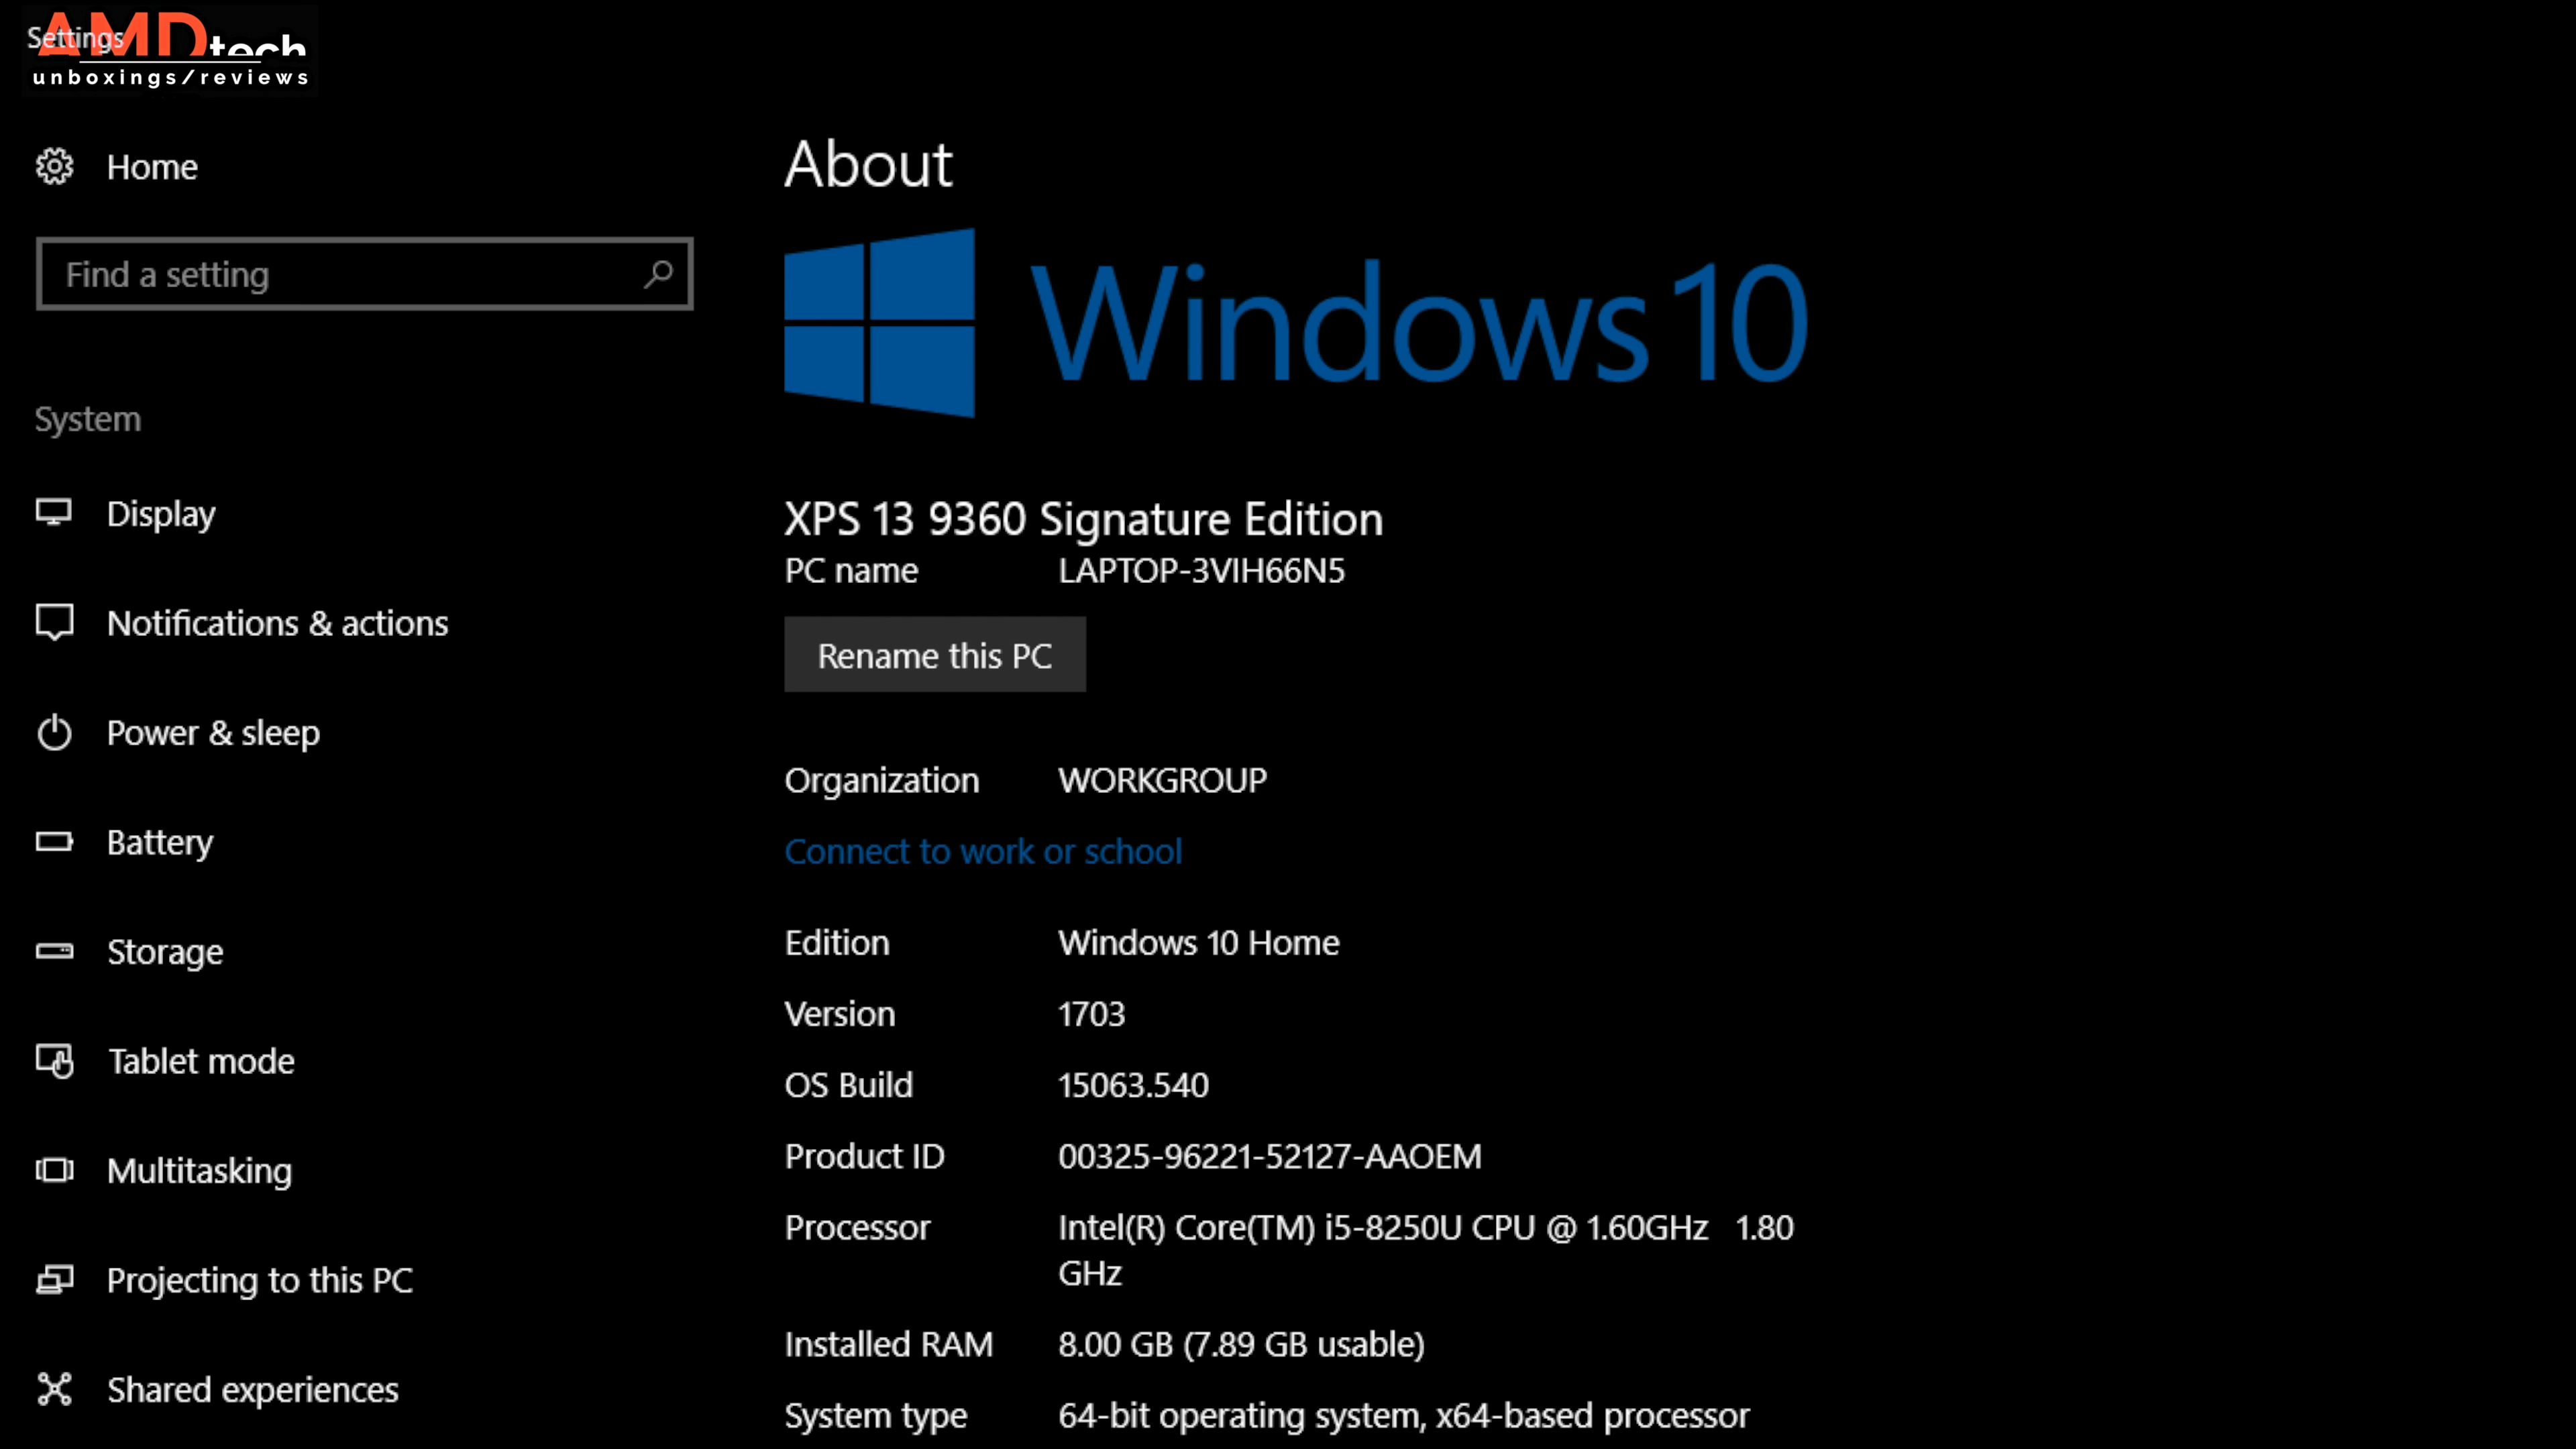 Settings
AMDtech
unboxings/reviews
Home
Find a setting
System
Display
Notifications & actions
Power & sleep
Battery
Storage
Tablet mode
Multitasking
Projecting to this PC
Shared experiences
About
Windows 10
XPS 13 9360 Signature Edition
PC name LAPTOP-3VIH66N5
Rename this PC
Organization WORKGROUP
Connect to work or school
Edition Windows 10 Home
Version 1703
OS Build 15063.540
Product ID 00325-96221-52127-AAOEM
Processor Intel(R) Core(TM) i5-8250U CPU @ 1.60GHz 1.80
GHz
Installed RAM 8.00 GB (7.89 GB usable)
System type 64-bit operating system, x64-based processor